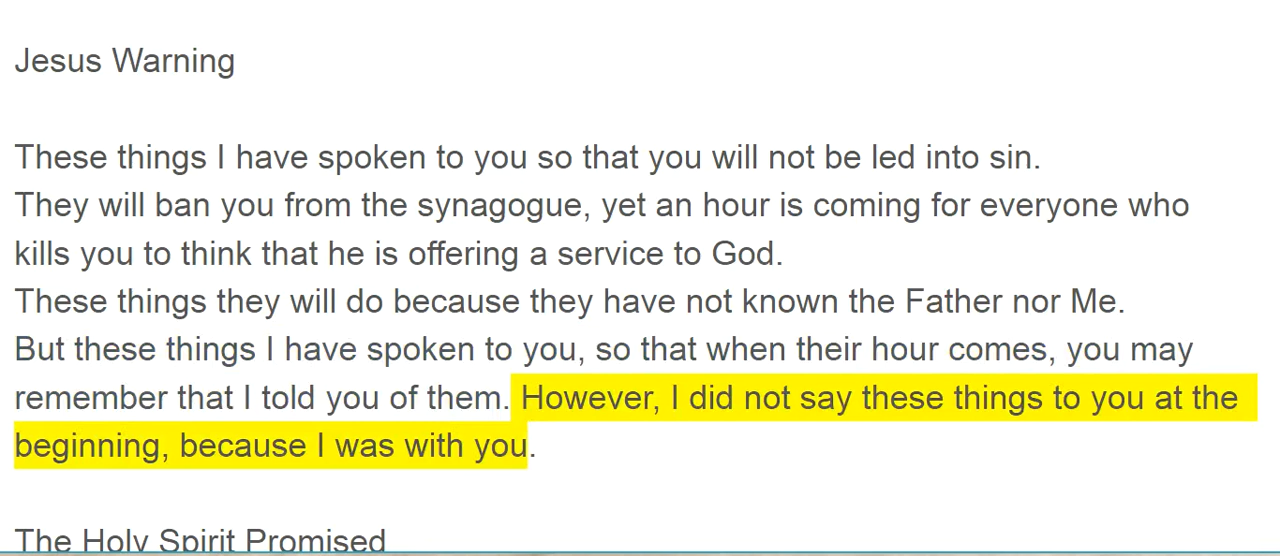 Jesus Warning
These things I have spoken to you so that you will not be led into sin.
They will ban you from the synagogue, yet an hour is coming for everyone who
kills you to think that he is offering a service to God.
These things they will do because they have not known the Father nor Me.
But these things I have spoken to you, so that when their hour comes, you may
remember that I told you of them. However, I did not say these things to you at the
beginning, because I was with you.
The Holy Spirit Promised